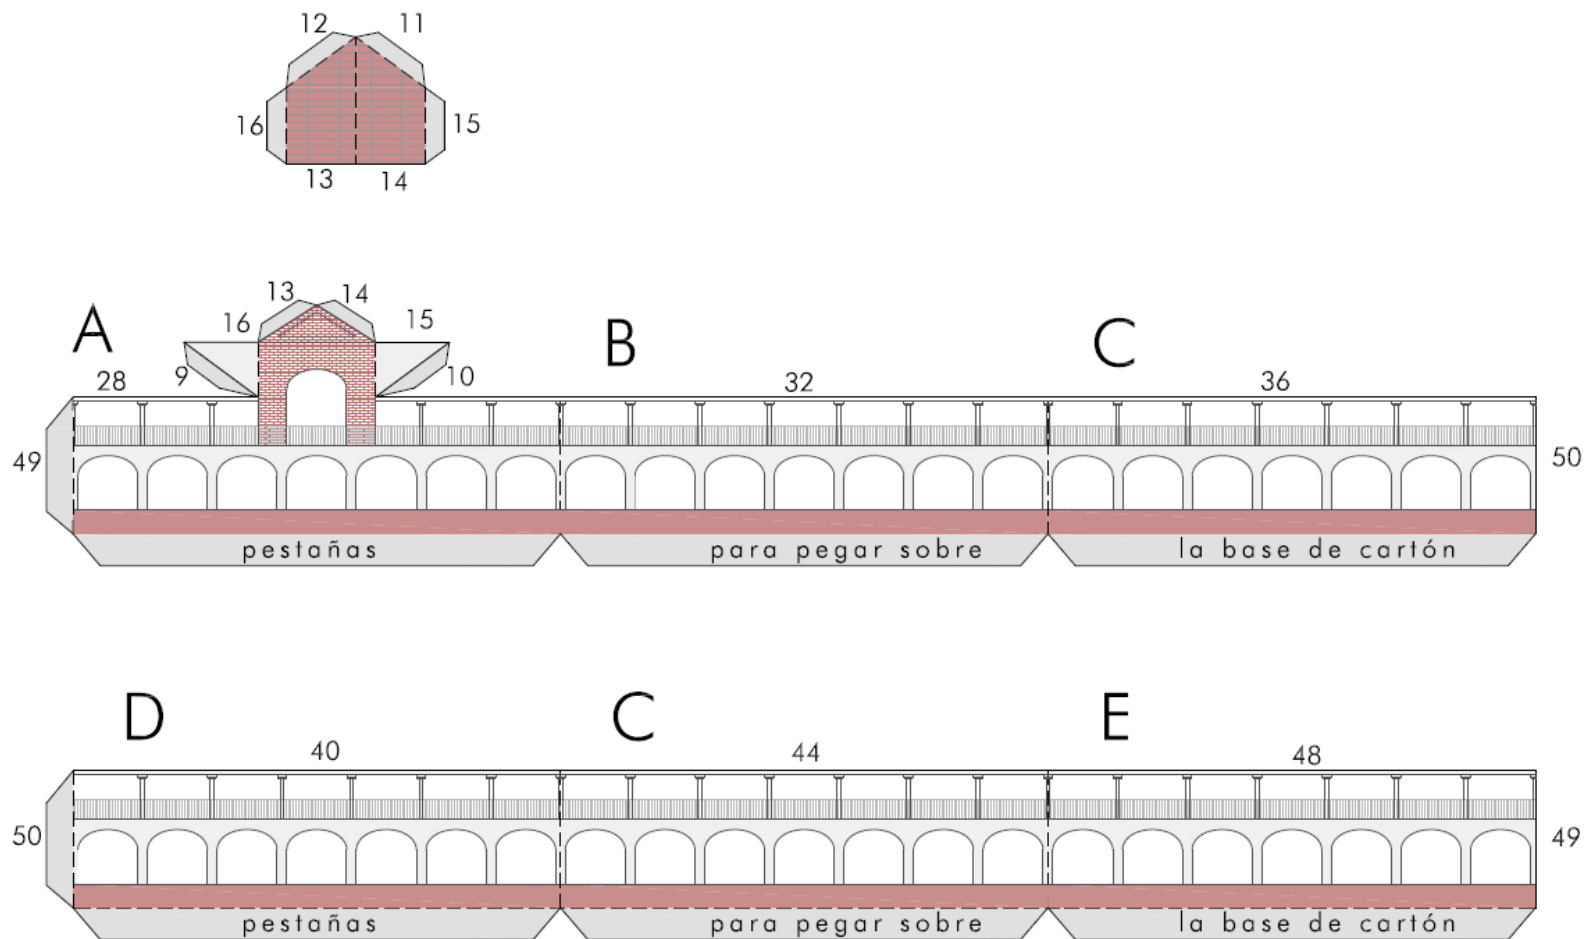 12 11
16 15
13 14
13 14
A 16 15 B C
28 9 10 32 36
49 50
pestañas para pegar sobre la base de cartón
D C E
40 44 48
50 49
pestañas para pegar sobre la base de cartón